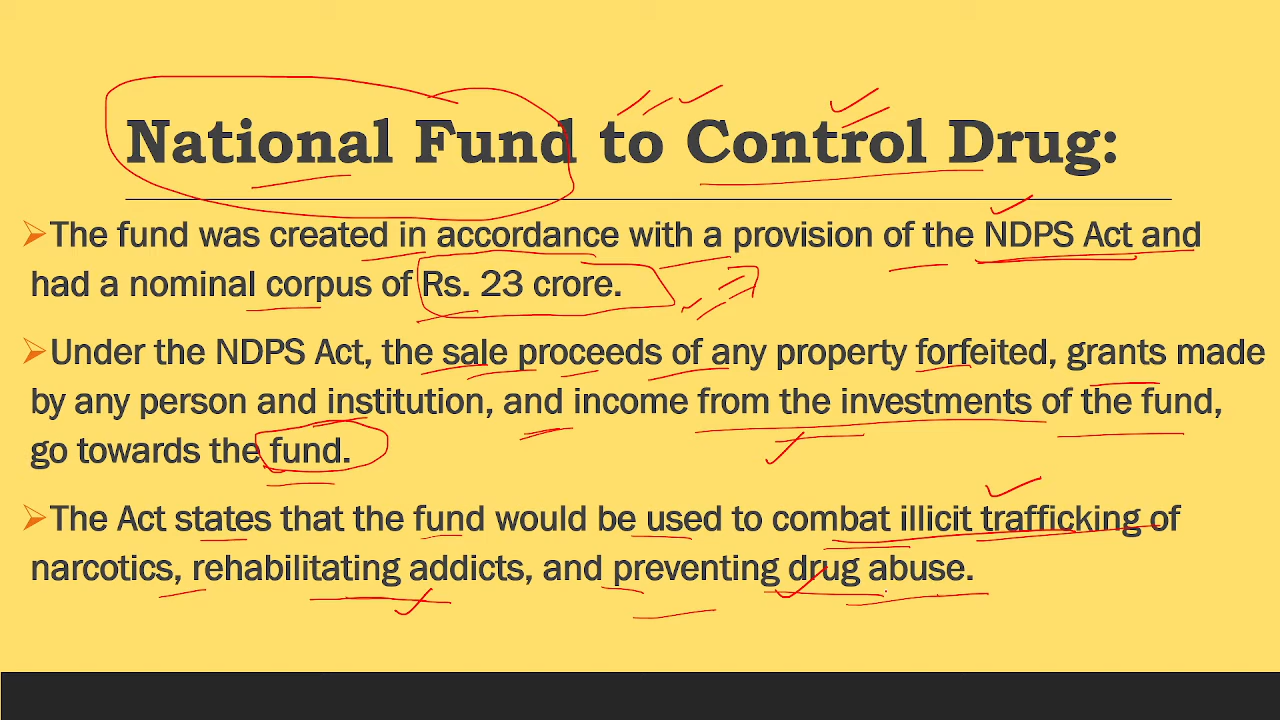 National Fund to Control Drug:
The fund was created in accordance with a provision of the NDPS Act and
had a nominal corpus of Rs. 23 crore.
Under the NDPS Act, the sale proceeds of any property forfeited, grants made
by any person and institution, and income from the investments of the fund,
go towards the fund.
The Act states that the fund would be used to combat illicit trafficking of
narcotics, rehabilitating addicts, and preventing drug abuse.